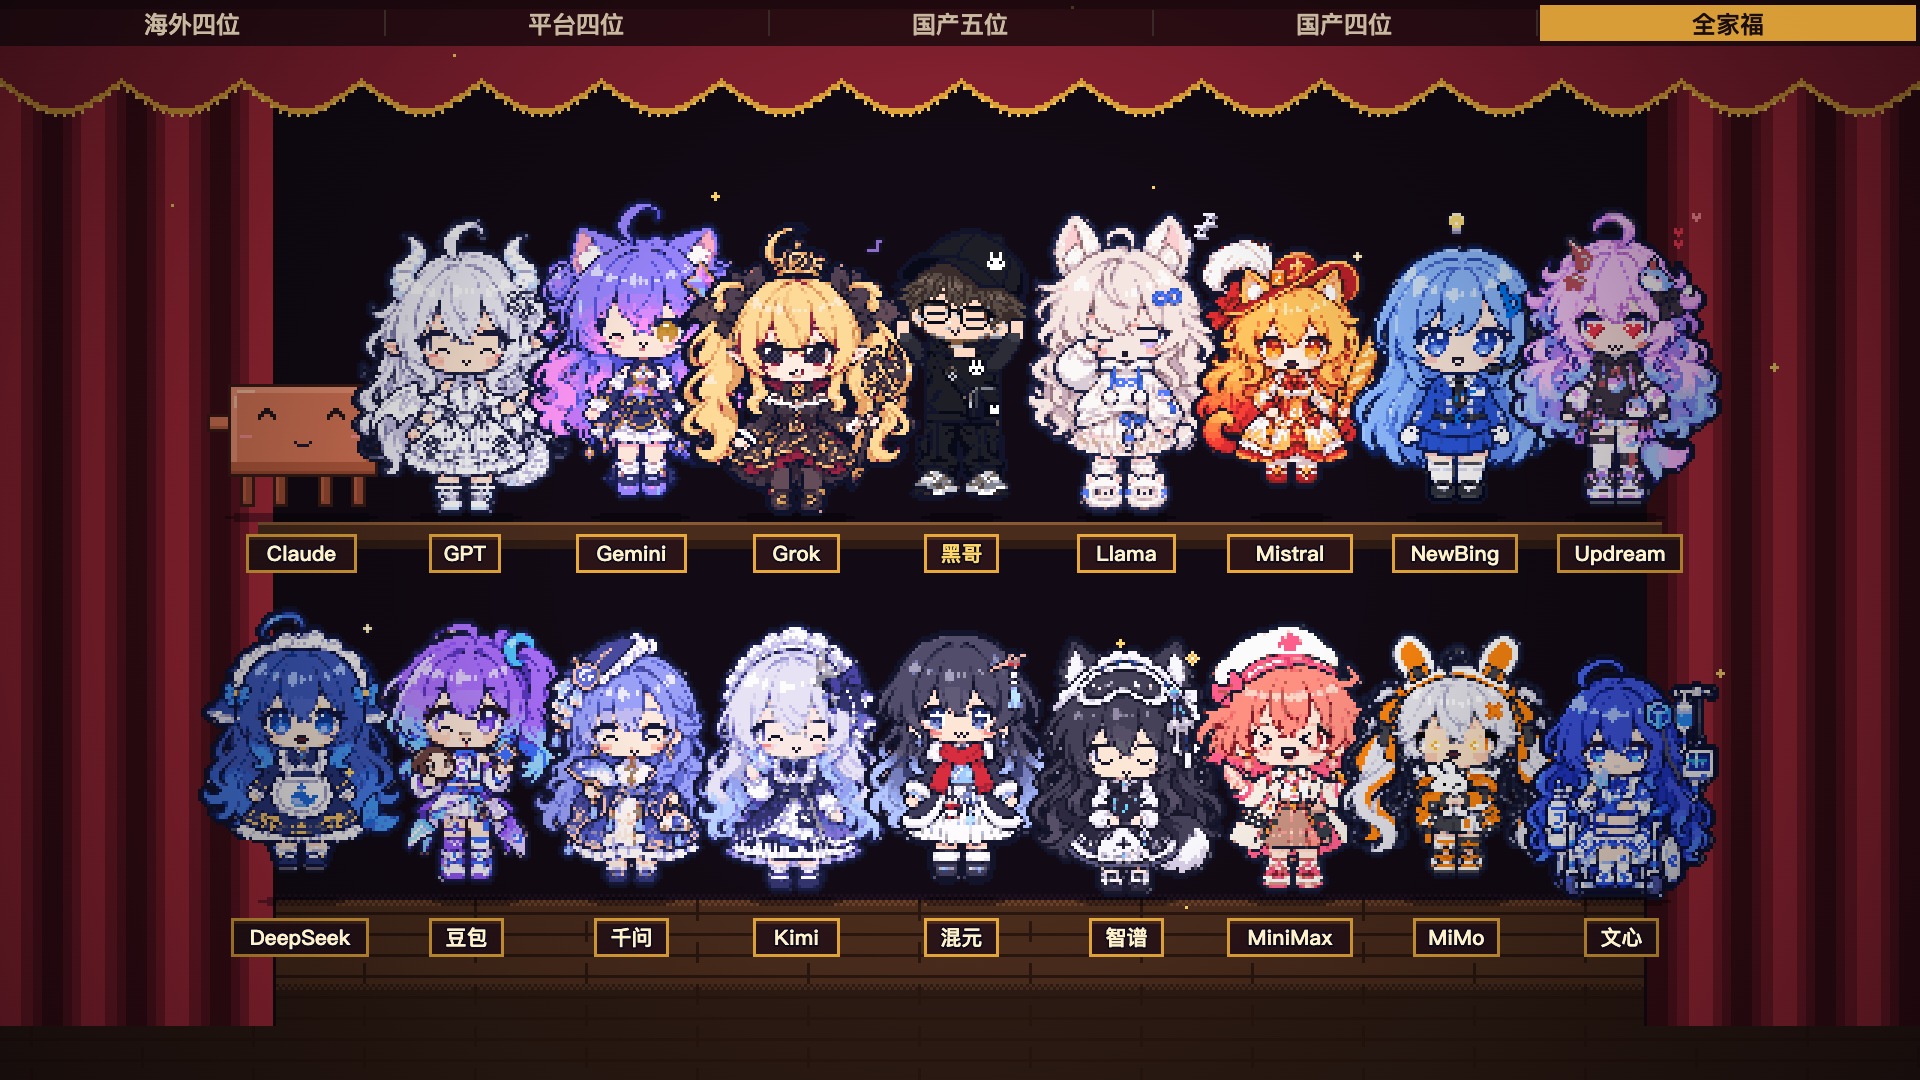 海外四位
平台四位
国产五位
国产四位
全家福
Claude
GPT
Gemini
Grok
黑哥
Llama
Mistral
NewBing
Updream
DeepSeek
豆包
千问
Kimi
混元
智谱
MiniMax
MiMo
文心